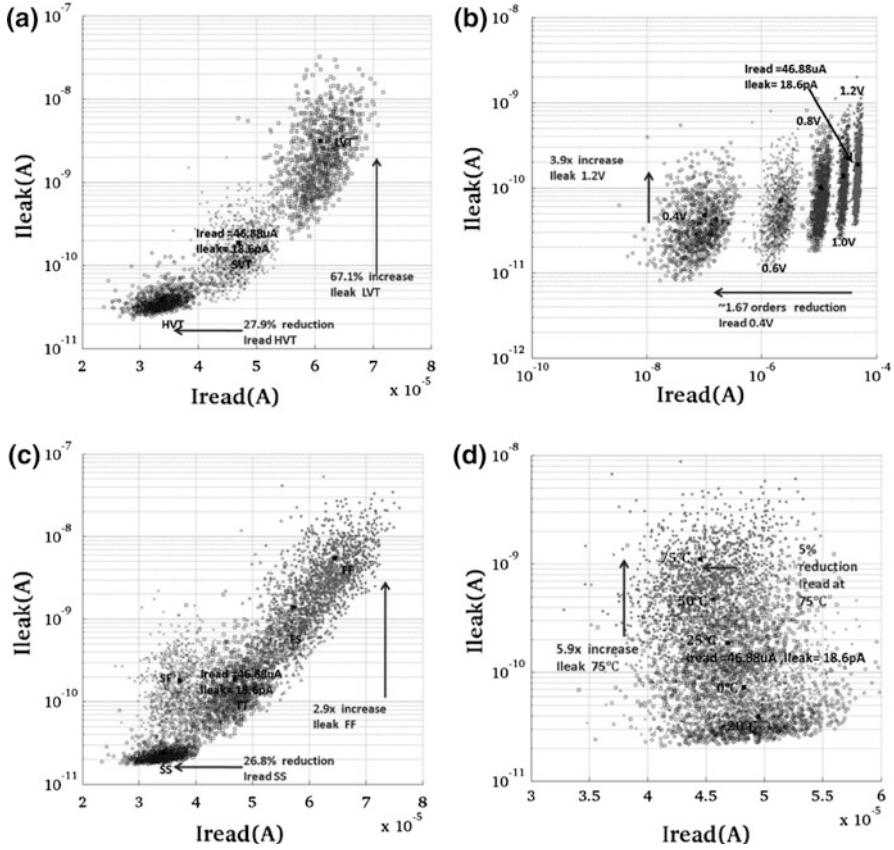 (a)
10⁻⁷
10⁻⁸
10⁻⁹
10⁻¹⁰
10⁻¹¹
Ileak(A)
LVT
Iread =46.88uA
Ileak= 18.6pA
SVT
67.1% increase
Ileak LVT
HVT
27.9% reduction
Iread HVT
2
3
4
5
6
7
8
x 10⁻⁵
Iread(A)
(b)
10⁻⁸
10⁻⁹
10⁻¹⁰
10⁻¹¹
10⁻¹²
Ileak(A)
Iread =46.88uA
Ileak= 18.6pA
1.2V
0.8V
3.9x increase
Ileak 1.2V
0.4V
1.0V
0.6V
~1.67 orders reduction
Iread 0.4V
10⁻¹⁰
10⁻⁸
10⁻⁶
10⁻⁴
Iread(A)
(c)
10⁻⁷
10⁻⁸
10⁻⁹
10⁻¹⁰
10⁻¹¹
Ileak(A)
FF
FS
SF
Iread =46.88uA
Ileak= 18.6pA
TT
2.9x increase
Ileak FF
SS
26.8% reduction
Iread SS
2
3
4
5
6
7
8
x 10⁻⁵
Iread(A)
(d)
10⁻⁸
10⁻⁹
10⁻¹⁰
10⁻¹¹
Ileak(A)
75°C
5%
reduction
Iread at
75°C
50°C
25°C
5.9x increase
Ileak 75°C
Iread =46.88uA ,Ileak= 18.6pA
0°C
3
3.5
4
4.5
5
5.5
6
x 10⁻⁵
Iread(A)